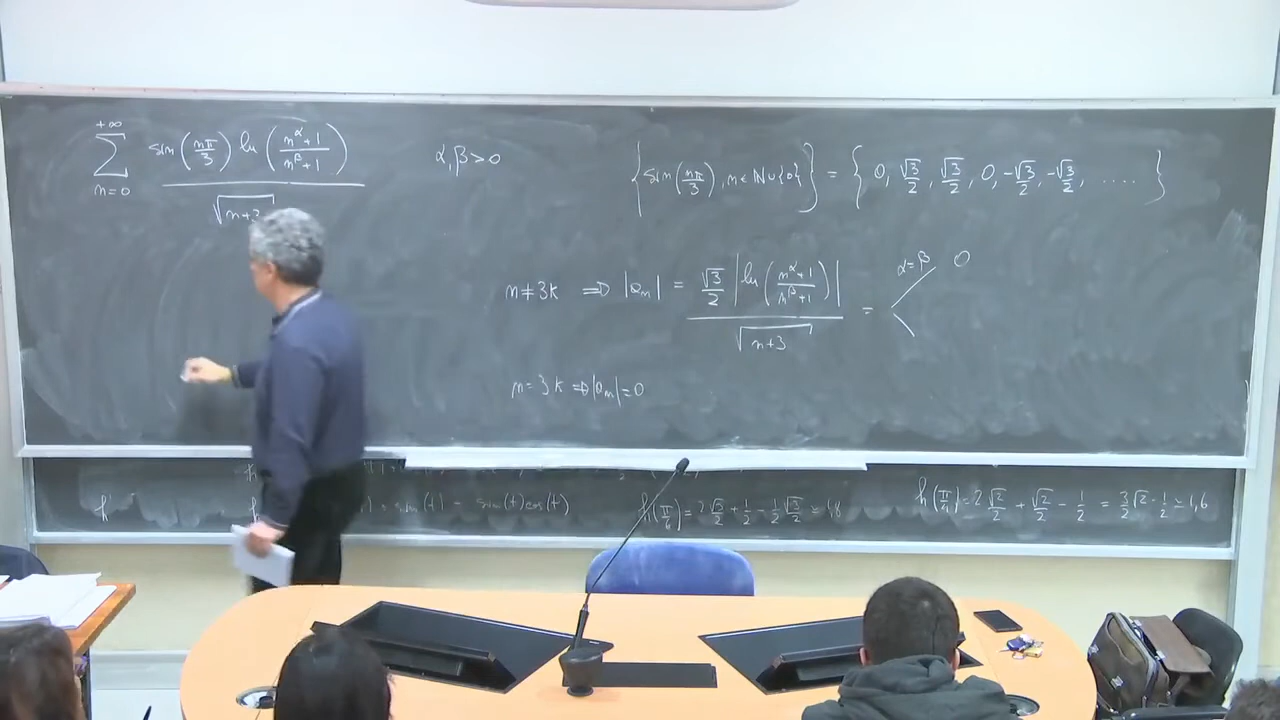 +∞
∑ sin(nπ/3) ln((n^α+1)/(n^β+1)) / √(n+3)
n=0
α,β>0
{sin(nπ/3), n∈ℕ∪{0}} = {0, √3/2, √3/2, 0, -√3/2, -√3/2, ....}
n≠3k ⇒ |a_n| = √3/2 |ln((n^α+1)/(n^β+1))| / √(n+3) = α=β 0
n=3k ⇒ |a_n|=0
sin(t) - sin(t)cos(t)
h(π/6)=2√3/2+1/2-1/2 √3/2≃1,8
h(π/4)=2√2/2+√2/2-1/2=3/2√2-1/2≃1,6